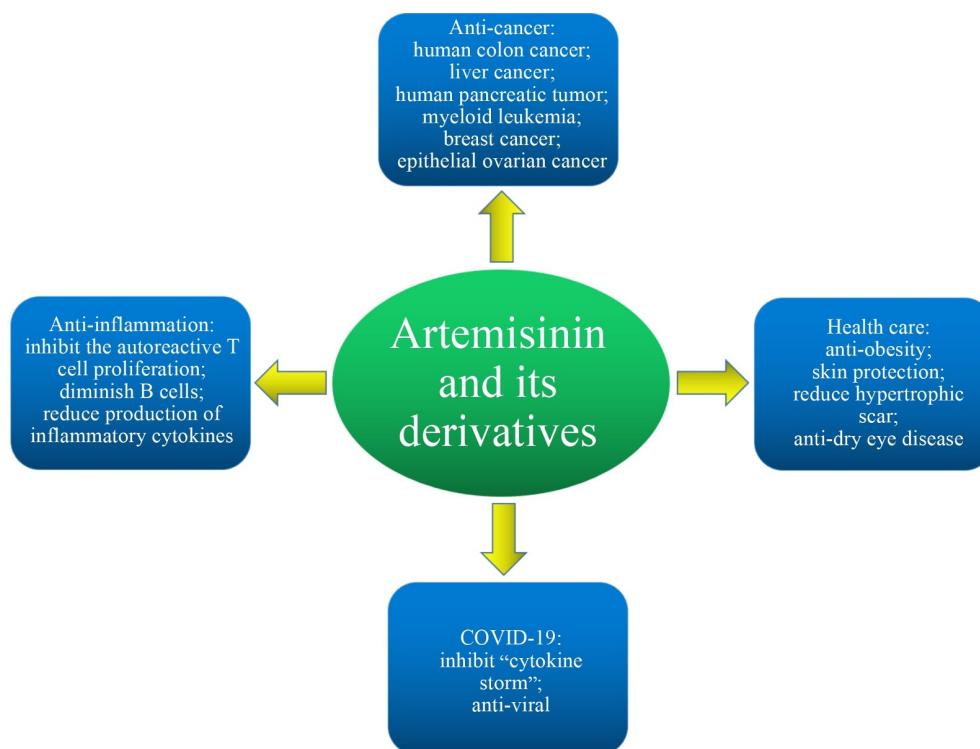 Anti-cancer:
human colon cancer;
liver cancer;
human pancreatic tumor;
myeloid leukemia;
breast cancer;
epithelial ovarian cancer
Anti-inflammation:
inhibit the autoreactive T
cell proliferation;
diminish B cells;
reduce production of
inflammatory cytokines
Artemisinin
and its
derivatives
Health care:
anti-obesity;
skin protection;
reduce hypertrophic
scar;
anti-dry eye disease
COVID-19:
inhibit “cytokine
storm”;
anti-viral